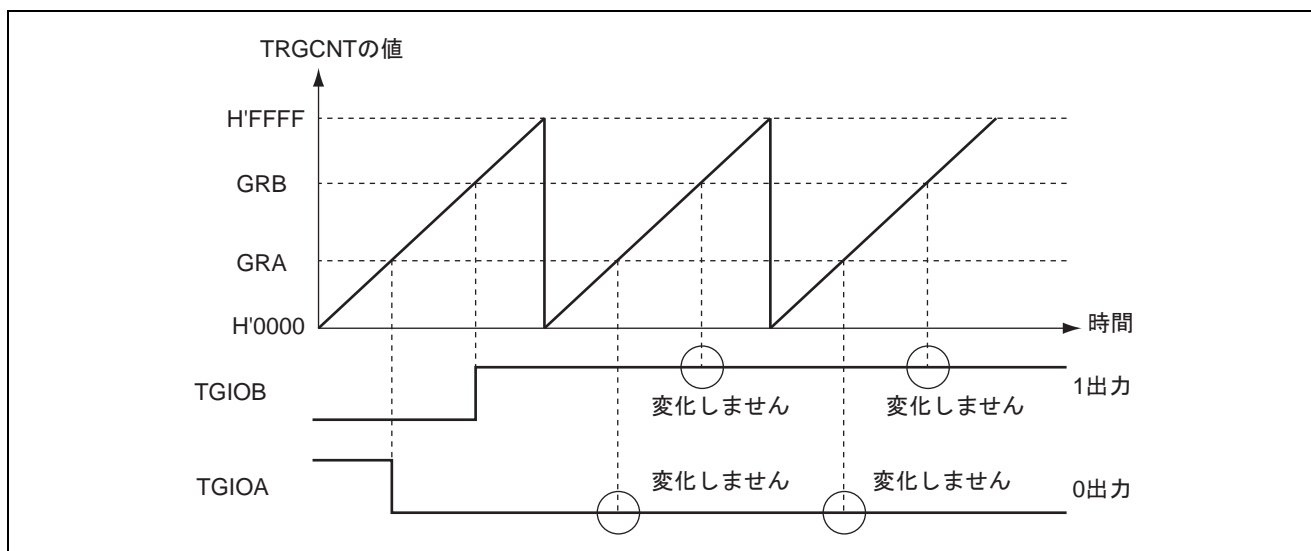 TRGCNTの値
H'FFFF
GRB
GRA
H'0000
時間
TGIOB
1出力
変化しません
変化しません
TGIOA
変化しません
変化しません
0出力